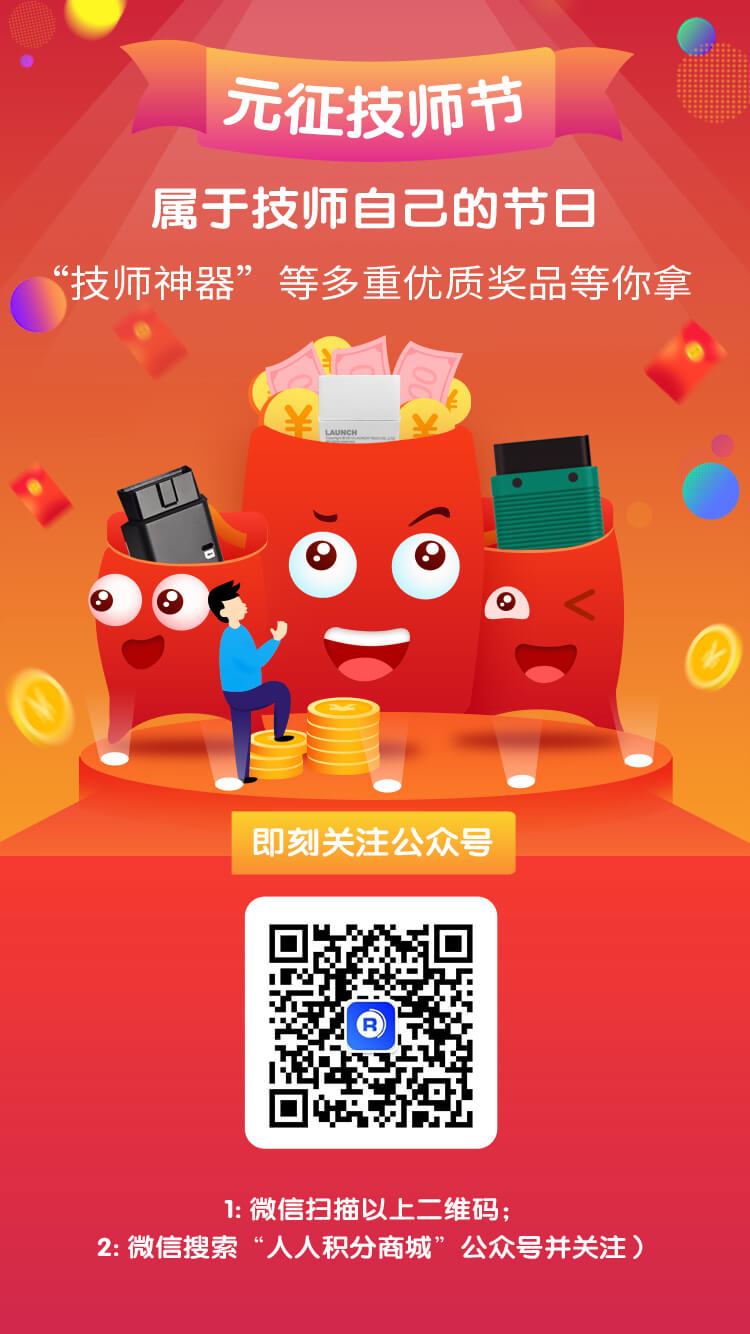 元征技师节
属于技师自己的节日
“技师神器”等多重优质奖品等你拿
LAUNCH
即刻关注公众号
R
1: 微信扫描以上二维码;
2: 微信搜索“人人积分商城”公众号并关注）